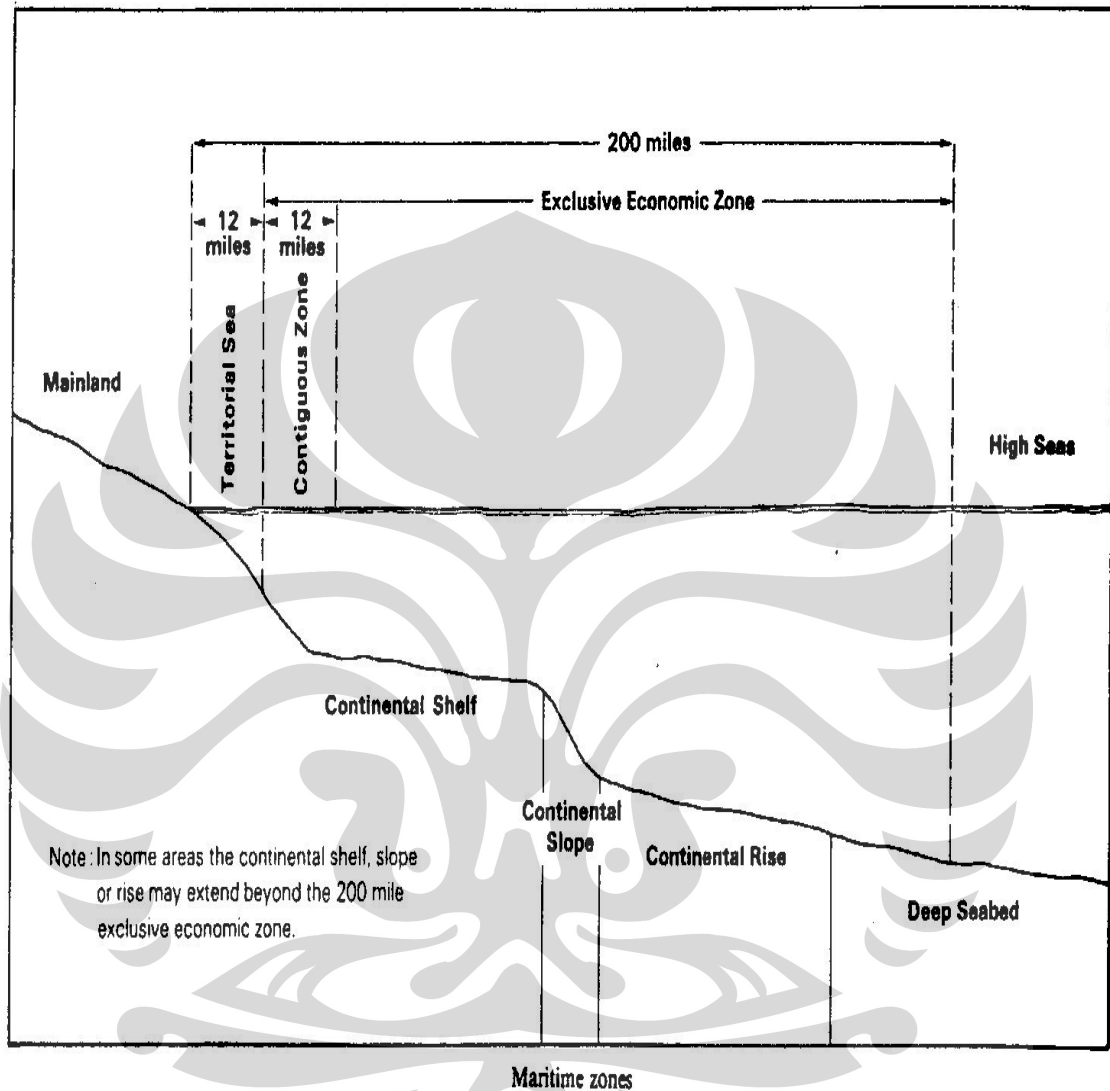 200 miles
Exclusive Economic Zone
12
miles
12
miles
Territorial Sea
Contiguous Zone
Mainland
High Seas
Continental Shelf
Continental
Slope
Continental Rise
Deep Seabed
Note : In some areas the continental shelf, slope
or rise may extend beyond the 200 mile
exclusive economic zone.
Maritime zones